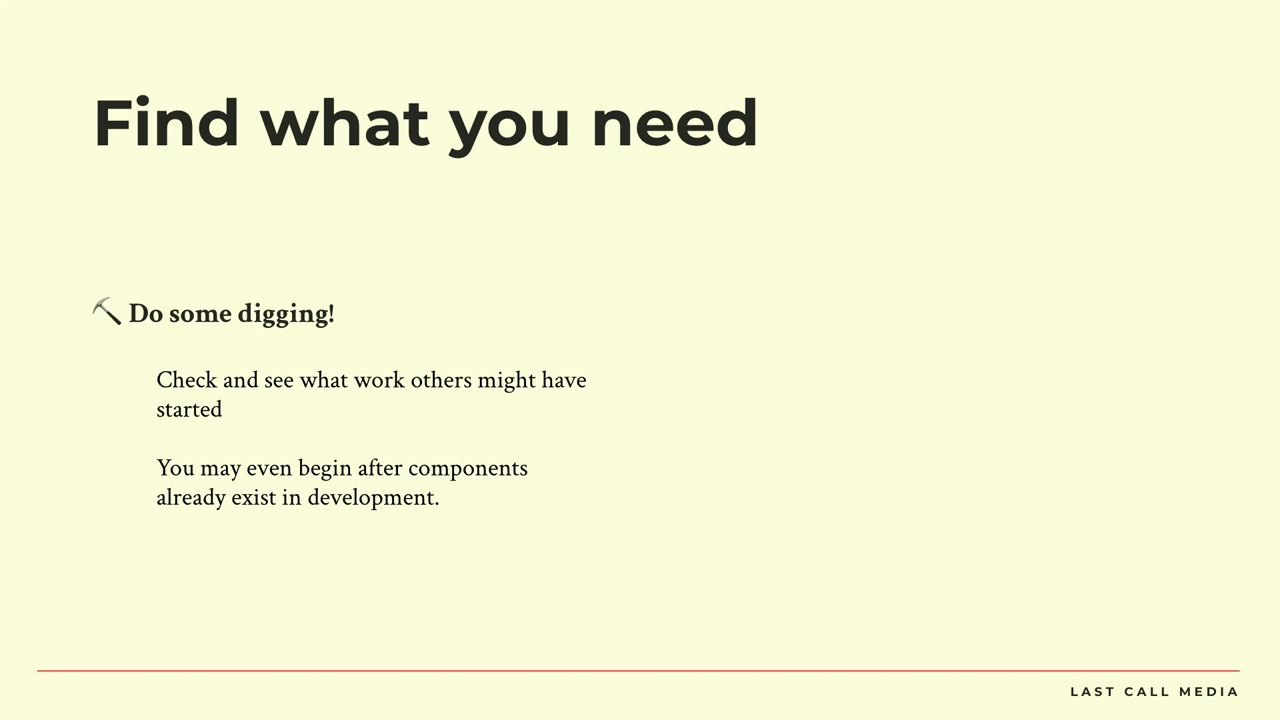 Find what you need
⛏ Do some digging!
Check and see what work others might have
started
You may even begin after components
already exist in development.
LAST CALL MEDIA